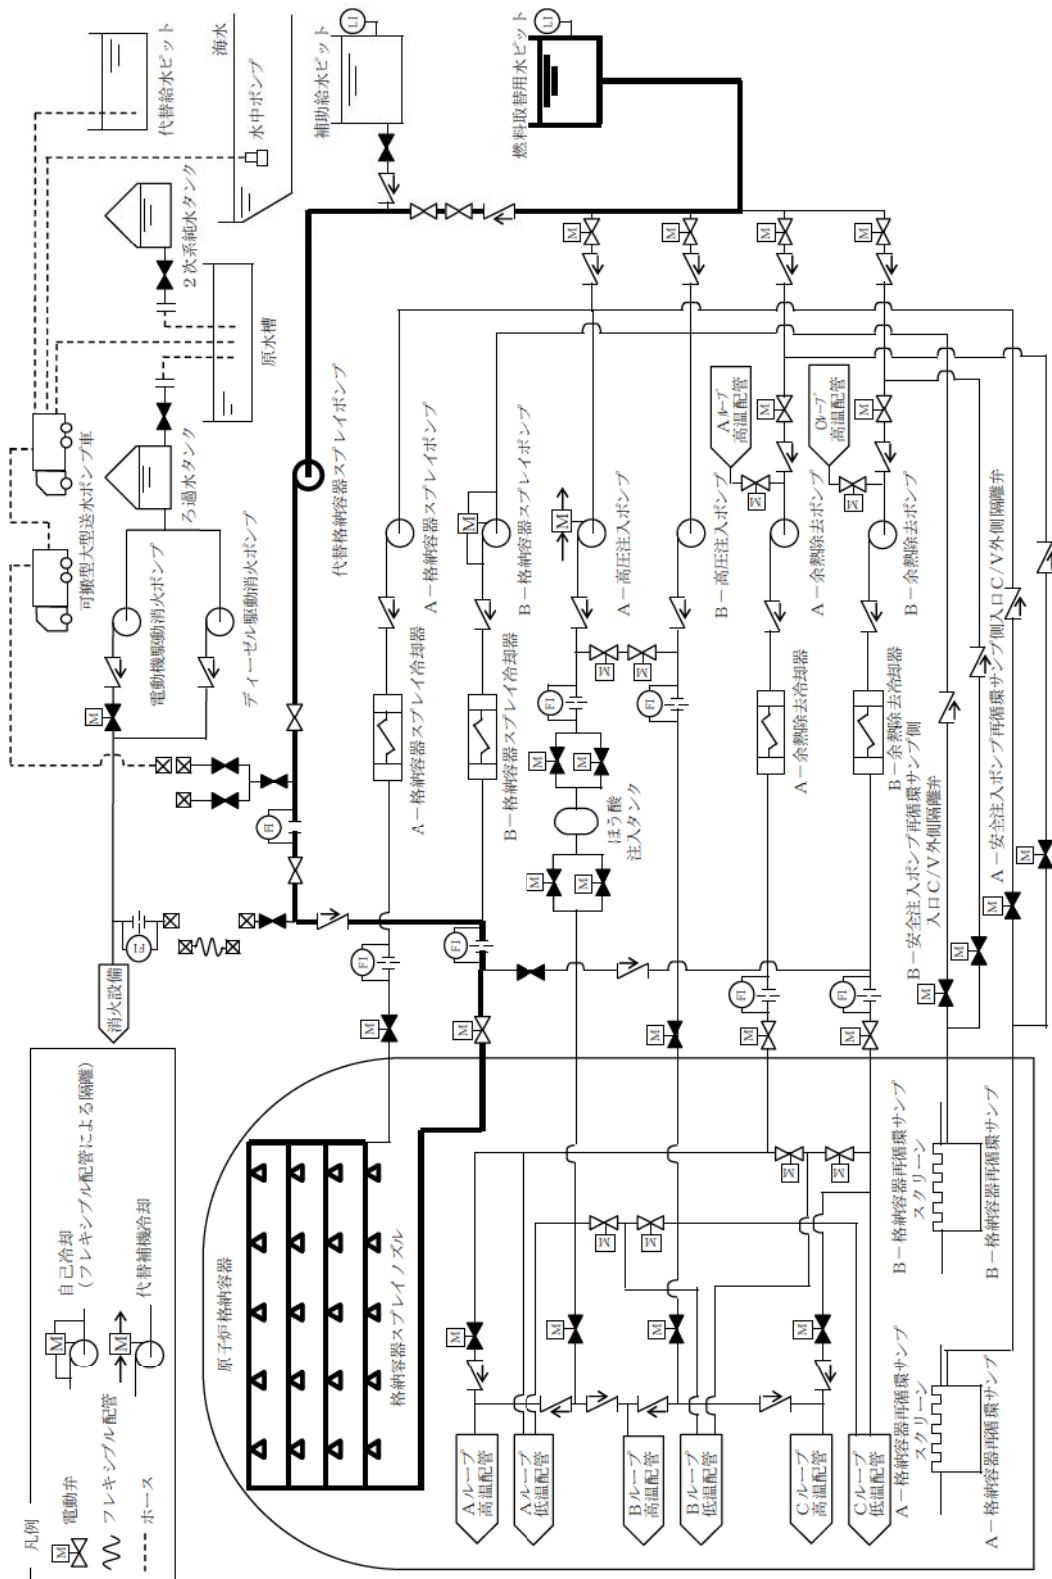 凡例
M
電動弁
フレキシブル配管
ホース
M
自己冷却
(フレキシブル配管による隔離)
M
代替補機冷却
消火設備
FI
M
電動機駆動消火ポンプ
ディーゼル駆動消火ポンプ
可搬型大型送水ポンプ車
ろ過水タンク
2次系純水タンク
原水槽
代替給水ピット
海水
水中ポンプ
補助給水ピット
LI
燃料取替用水ピット
LI
代替格納容器スプレイポンプ
FI
A-格納容器スプレイポンプ
A-格納容器スプレイ冷却器
FI
M
B-格納容器スプレイポンプ
M
B-格納容器スプレイ冷却器
FI
M
A-高圧注入ポンプ
M
B-高圧注入ポンプ
M
M
M
M
FI
FI
M
M
M
M
ほう酸
注入タンク
M
Aループ
高温配管
M
M
M
A-余熱除去ポンプ
A-余熱除去冷却器
FI
M
Cループ
高温配管
M
M
M
B-余熱除去ポンプ
B-余熱除去冷却器
FI
M
B-安全注入ポンプ再循環サンプ側
入口C/V外側隔離弁
A-安全注入ポンプ再循環サンプ側入口C/V外側隔離弁
M
M
M
M
原子炉格納容器
格納容器スプレイノズル
M
M
M
M
M
M
M
M
Aループ
高温配管
Aループ
低温配管
Bループ
高温配管
Bループ
低温配管
Cループ
高温配管
Cループ
低温配管
B-格納容器再循環サンプ
スクリーン
B-格納容器再循環サンプ
A-格納容器再循環サンプ
スクリーン
A-格納容器再循環サンプ